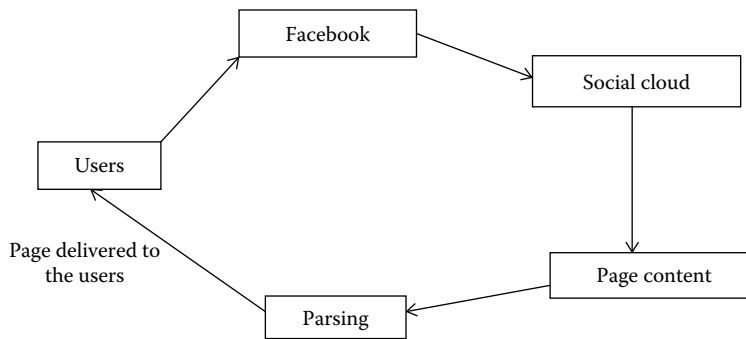 Facebook
Social cloud
Users
Page delivered to
the users
Page content
Parsing